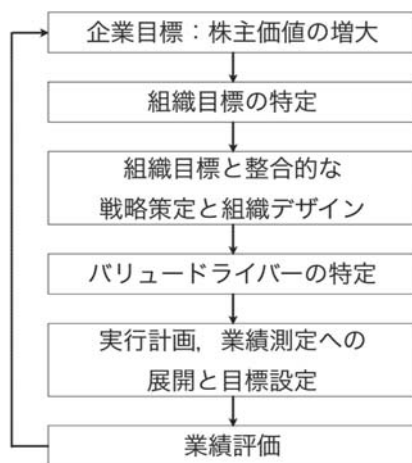 企業目標：株主価値の増大
組織目標の特定
組織目標と整合的な
戦略策定と組織デザイン
バリュードライバーの特定
実行計画，業績測定への
展開と目標設定
業績評価